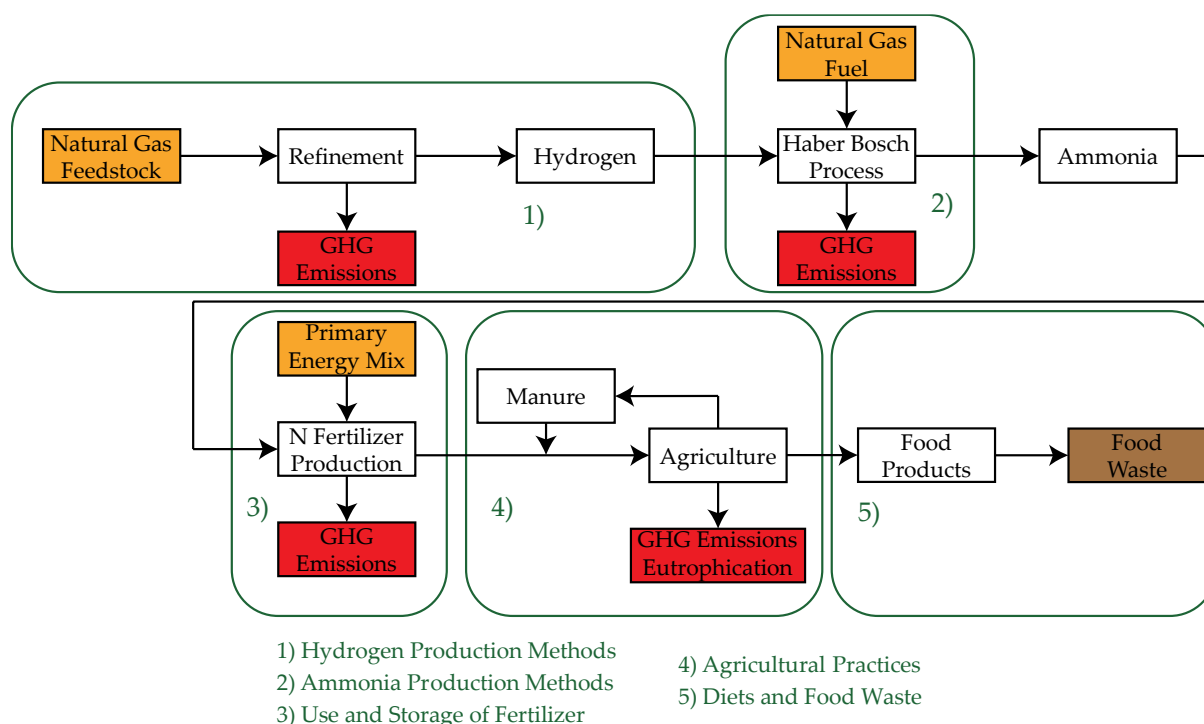 Natural Gas
Feedstock
Refinement
Hydrogen
GHG
Emissions
1)
Natural Gas
Fuel
Haber Bosch
Process
GHG
Emissions
2)
Ammonia
Primary
Energy Mix
N Fertilizer
Production
GHG
Emissions
3)
Manure
Agriculture
GHG Emissions
Eutrophication
4)
Food
Products
Food
Waste
5)
1) Hydrogen Production Methods
2) Ammonia Production Methods
3) Use and Storage of Fertilizer
4) Agricultural Practices
5) Diets and Food Waste